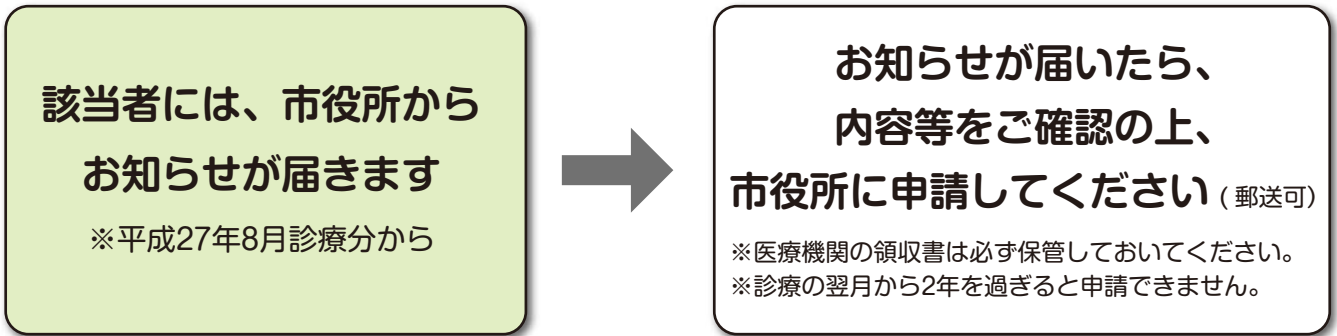 該当者には、市役所から
お知らせが届きます
※平成27年8月診療分から
お知らせが届いたら、
内容等をご確認の上、
市役所に申請してください(郵送可)
※医療機関の領収書は必ず保管しておいてください。
※診療の翌月から2年を過ぎると申請できません。